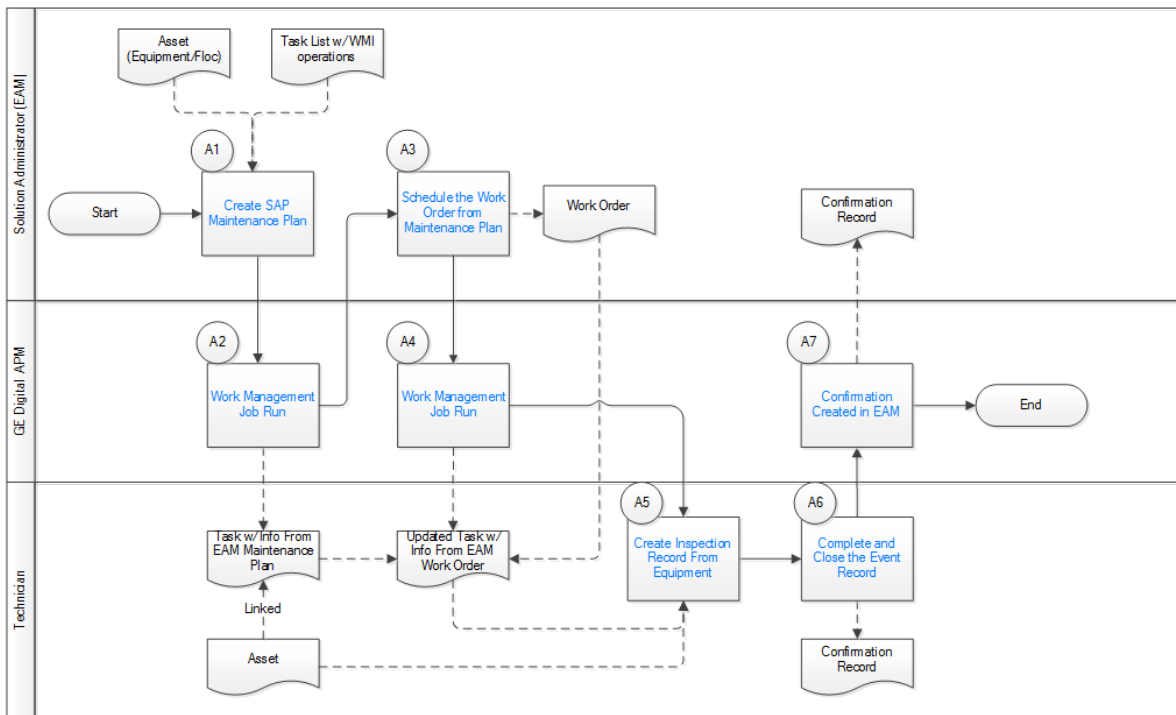 Solution Administrator (EAM)
Asset
(Equipment/Floc)
Task List w/WMI
operations
A1
A3
Start
Create SAP
Maintenance Plan
Schedule the Work
Order from
Maintenance Plan
Work Order
Confirmation
Record
GE Digital APM
A2
A4
A7
Work Management
Job Run
Work Management
Job Run
Confirmation
Created in EAM
End
Technician
A5
A6
Task w/Info From
EAM Maintenance
Plan
Updated Task w/
Info From EAM
Work Order
Create Inspection
Record From
Equipment
Complete and
Close the Event
Record
Linked
Asset
Confirmation
Record